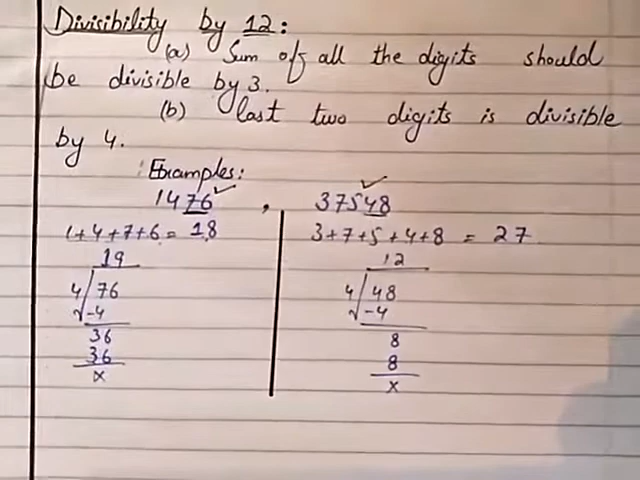 Divisibility by 12:
(a) Sum of all the digits should
be divisible by 3.
(b) last two digits is divisible
by 4.
Examples:
1476 ✓, 37548 ✓
1+4+7+6 = 18
19
4 76
-4
36
36
x
3+7+5+4+8 = 27
12
4 48
-4
8
8
x